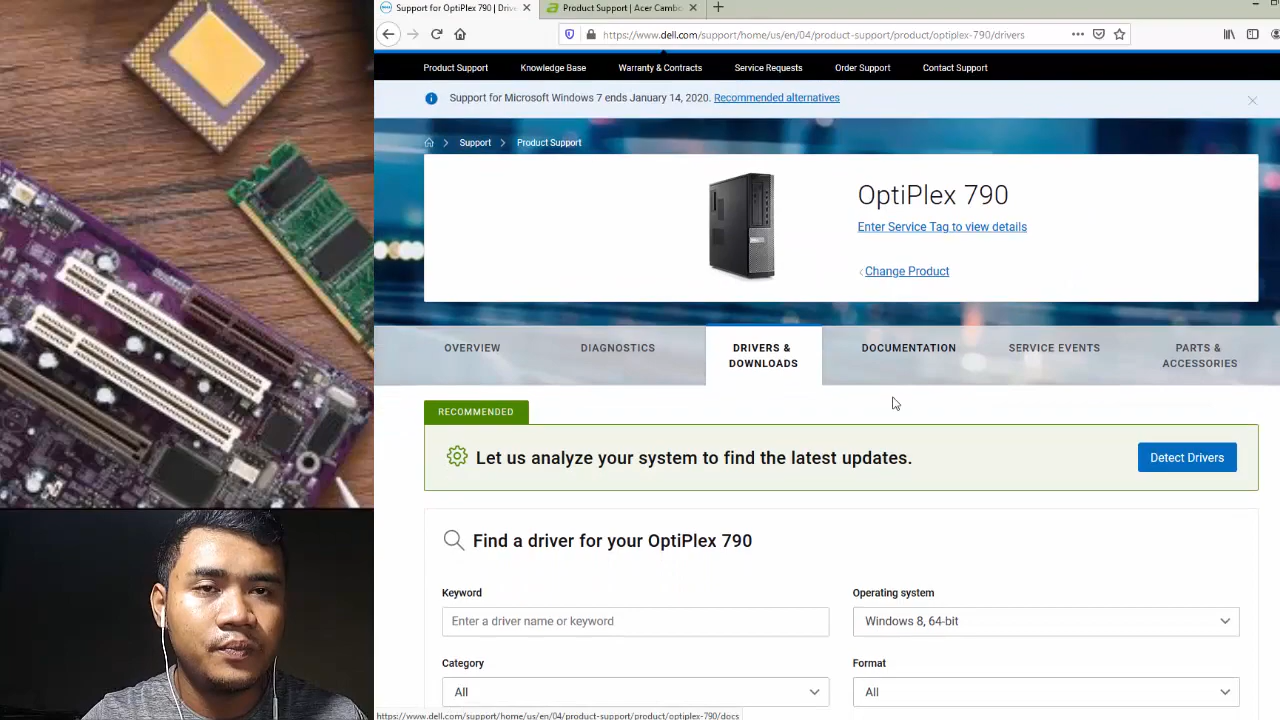 Support for OptiPlex 790 | Drive
Product Support | Acer Cambo
https://www.dell.com/support/home/us/en/04/product-support/product/optiplex-790/drivers
Product Support
Knowledge Base
Warranty & Contracts
Service Requests
Order Support
Contact Support
Support for Microsoft Windows 7 ends January 14, 2020. Recommended alternatives
Support
Product Support
OptiPlex 790
Enter Service Tag to view details
Change Product
OVERVIEW
DIAGNOSTICS
DRIVERS &
DOWNLOADS
DOCUMENTATION
SERVICE EVENTS
PARTS &
ACCESSORIES
RECOMMENDED
Let us analyze your system to find the latest updates.
Detect Drivers
Find a driver for your OptiPlex 790
Keyword
Operating system
Enter a driver name or keyword
Windows 8, 64-bit
Category
Format
All
All
https://www.dell.com/support/home/us/en/04/product-support/product/optiplex-790/docs